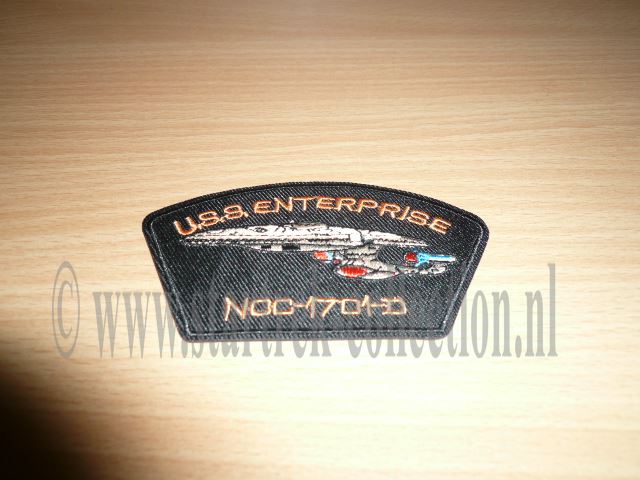 U.S.S. ENTERPRISE
NCC-1701-D
© www.startrek-collection.nl